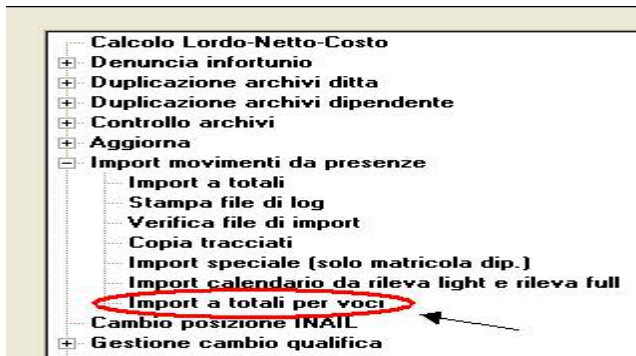 Calcolo Lordo-Netto-Costo
Denuncia infortunio
Duplicazione archivi ditta
Duplicazione archivi dipendente
Controllo archivi
Aggiorna
Import movimenti da presenze
Import a totali
Stampa file di log
Verifica file di import
Copia tracciati
Import speciale (solo matricola dip.)
Import calendario da rileva light e rileva full
Import a totali per voci
Cambio posizione INAIL
Gestione cambio qualifica